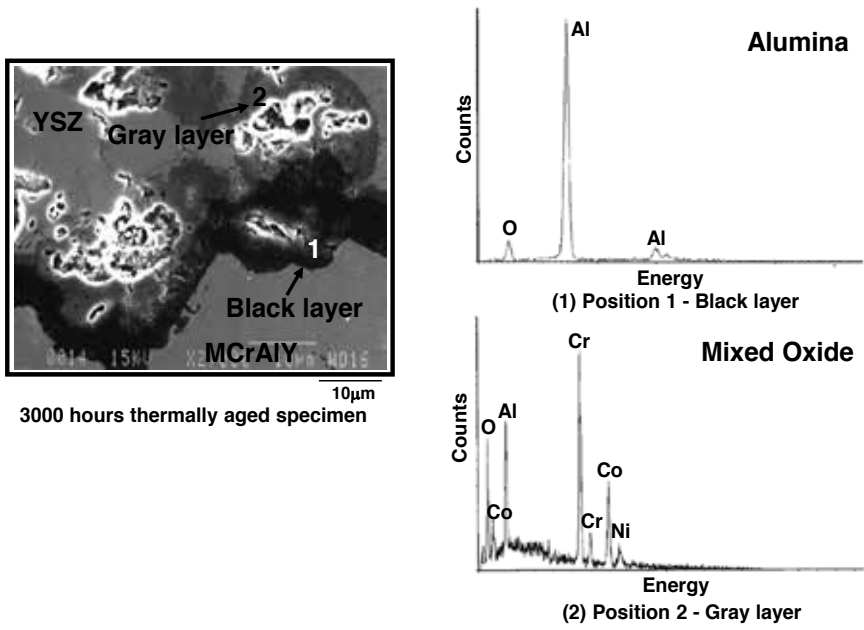 YSZ
2
Gray layer
1
Black layer
MCrAlY
0014 15KV
10μm
3000 hours thermally aged specimen
Alumina
Counts
Al
O
Al
Energy
(1) Position 1 - Black layer
Mixed Oxide
Counts
O
Co
Al
Cr
Cr
Co
Ni
Energy
(2) Position 2 - Gray layer